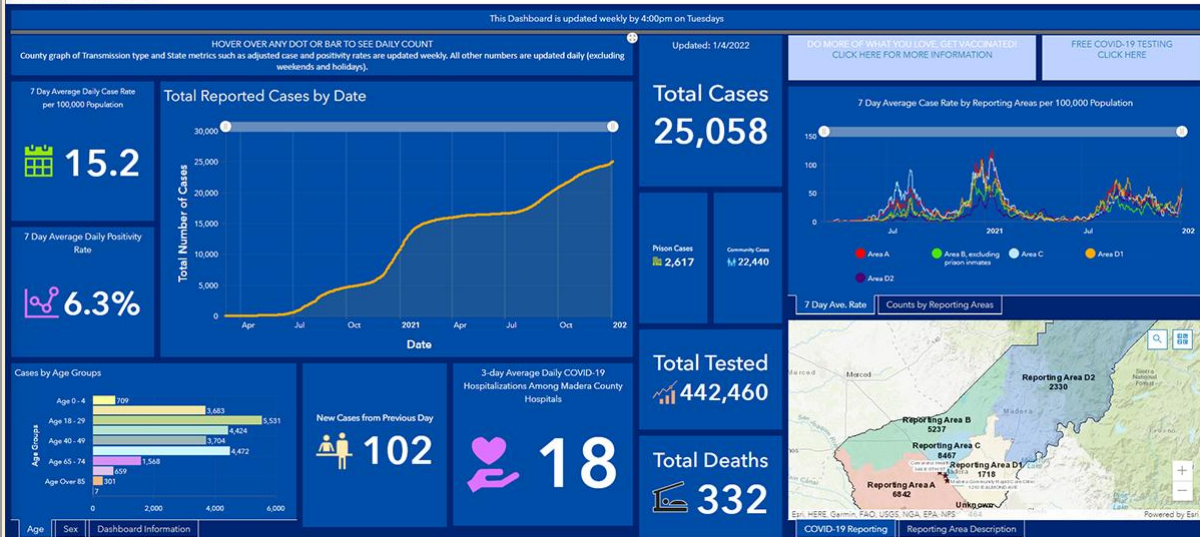 This Dashboard is updated weekly by 4:00pm on Tuesdays
HOVER OVER ANY DOT OR BAR TO SEE DAILY COUNT
County graph of Transmission type and State metrics such as adjusted case and positivity rates are updated weekly. All other numbers are updated daily (excluding
weekends and holidays).
Updated: 1/4/2022
DO MORE OF WHAT YOU LOVE, GET VACCINATED!
CLICK HERE FOR MORE INFORMATION
FREE COVID-19 TESTING
CLICK HERE
7 Day Average Daily Case Rate
per 100,000 Population
15.2
7 Day Average Daily Positivity
Rate
6.3%
Total Reported Cases by Date
30,000
25,000
20,000
15,000
10,000
5,000
0
Total Number of Cases
Apr Jul Oct 2021 Apr Jul Oct 202
Date
Total Cases
25,058
Prison Cases
2,617
Community Cases
22,440
Total Tested
442,460
Total Deaths
332
7 Day Average Case Rate by Reporting Areas per 100,000 Population
150
100
50
0
Jul 2021 Jul 202
Area A
Area B, excluding
prison inmates
Area C
Area D1
Area D2
7 Day Ave. Rate
Counts by Reporting Areas
Cases by Age Groups
Age Groups
Age 0 - 4 709
3,683
Age 18 - 29 5,531
4,424
Age 40 - 49 3,704
4,472
Age 65 - 74 1,568
659
Age Over 85 301
7
0 2,000 4,000 6,000
Age
Sex
Dashboard Information
New Cases from Previous Day
102
3-day Average Daily COVID-19
Hospitalizations Among Madera County
Hospitals
18
Merced
Sierra
National
Forest
Reporting Area D2
2330
Madera
Reporting Area B
5237
Fresno
Reporting Area C
8467
Reporting Area D1
1718
Reporting Area A
6842
Unknown
464
+
−
Esri, HERE, Garmin, FAO, USGS, NGA, EPA, NPS
Powered by Esri
COVID-19 Reporting
Reporting Area Description